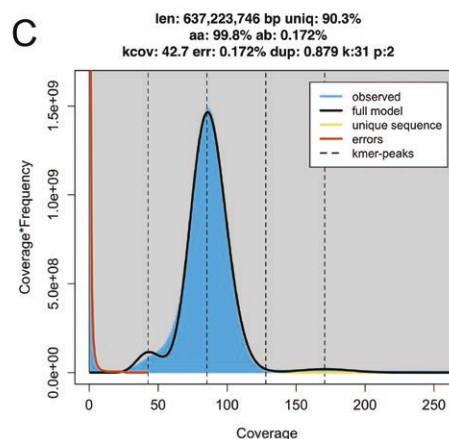 C
len: 637,223,746 bp uniq: 90.3%
aa: 99.8% ab: 0.172%
kcov: 42.7 err: 0.172% dup: 0.879 k:31 p:2
observed
full model
unique sequence
errors
kmer-peaks
Coverage*Frequency
1.5e+09
1.0e+09
5.0e+08
0.0e+00
0 50 100 150 200 250
Coverage